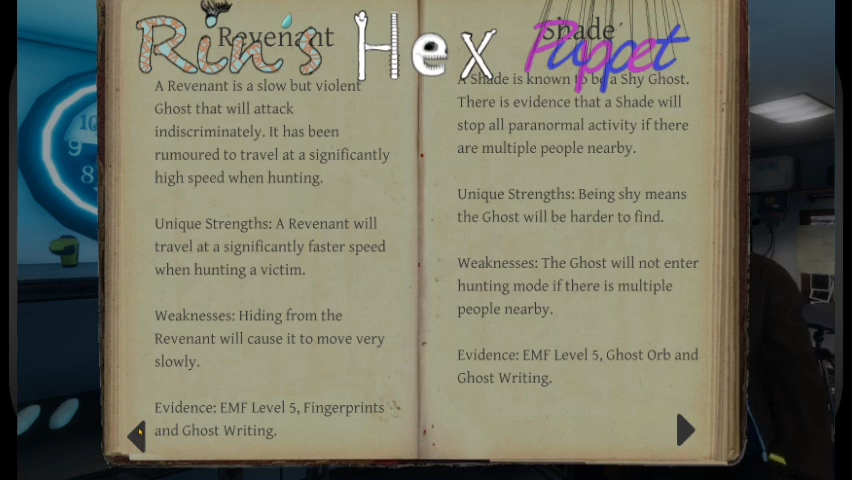 Rin's Hex Puppet
Revenant
A Revenant is a slow but violent
Ghost that will attack
indiscriminately. It has been
rumoured to travel at a significantly
high speed when hunting.
Unique Strengths: A Revenant will
travel at a significantly faster speed
when hunting a victim.
Weaknesses: Hiding from the
Revenant will cause it to move very
slowly.
Evidence: EMF Level 5, Fingerprints
and Ghost Writing.
Shade
A Shade is known to be a Shy Ghost.
There is evidence that a Shade will
stop all paranormal activity if there
are multiple people nearby.
Unique Strengths: Being shy means
the Ghost will be harder to find.
Weaknesses: The Ghost will not enter
hunting mode if there is multiple
people nearby.
Evidence: EMF Level 5, Ghost Orb and
Ghost Writing.
10
9
8